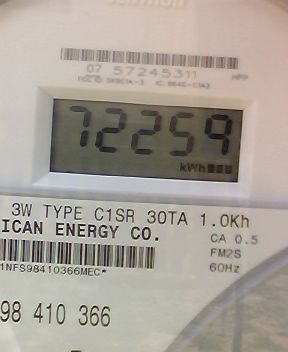 07 57245311 HPP
72259
kWh
3W TYPE C1SR 30TA 1.0Kh
ICAN ENERGY CO.
CA 0.5
FM2S
1NFS98410366MEC*
60Hz
98 410 366